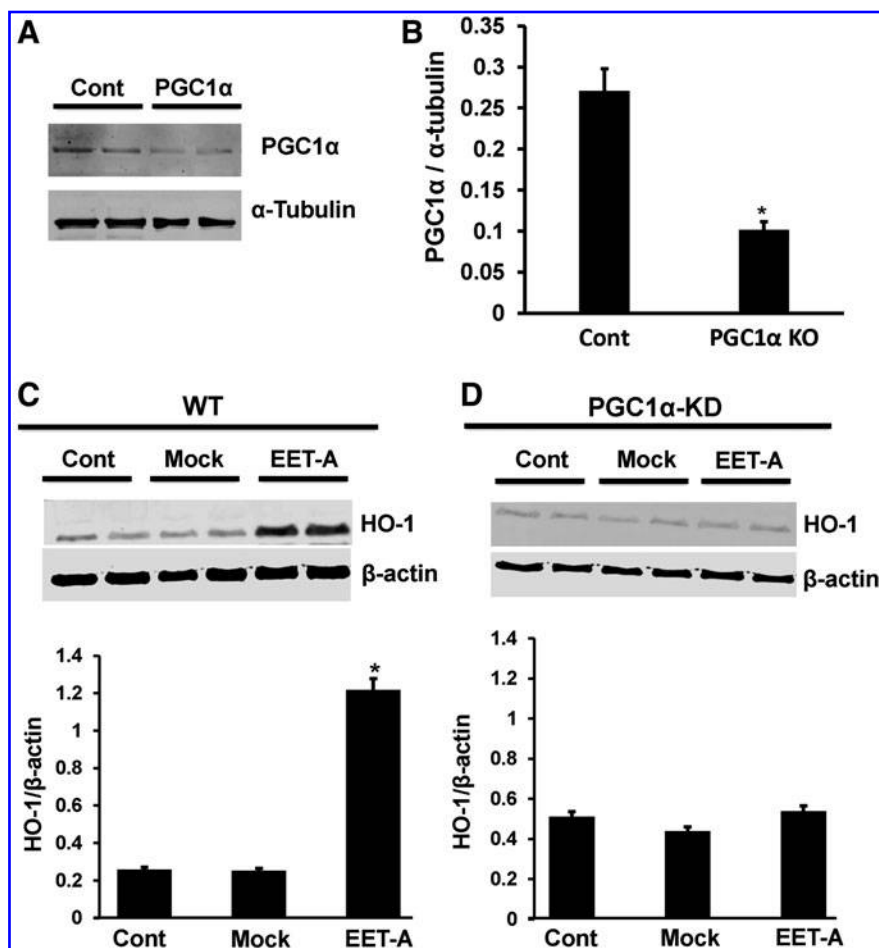 A
Cont PGC1α
PGC1α
α-Tubulin
B
PGC1α / α-tubulin
0.35
0.3
0.25
0.2
0.15
0.1
0.05
0
*
Cont PGC1α KO
C
WT
Cont Mock EET-A
HO-1
β-actin
HO-1/β-actin
1.4
1.2
1
0.8
0.6
0.4
0.2
0
*
Cont Mock EET-A
D
PGC1α-KD
Cont Mock EET-A
HO-1
β-actin
HO-1/β-actin
1.4
1.2
1
0.8
0.6
0.4
0.2
0
Cont Mock EET-A